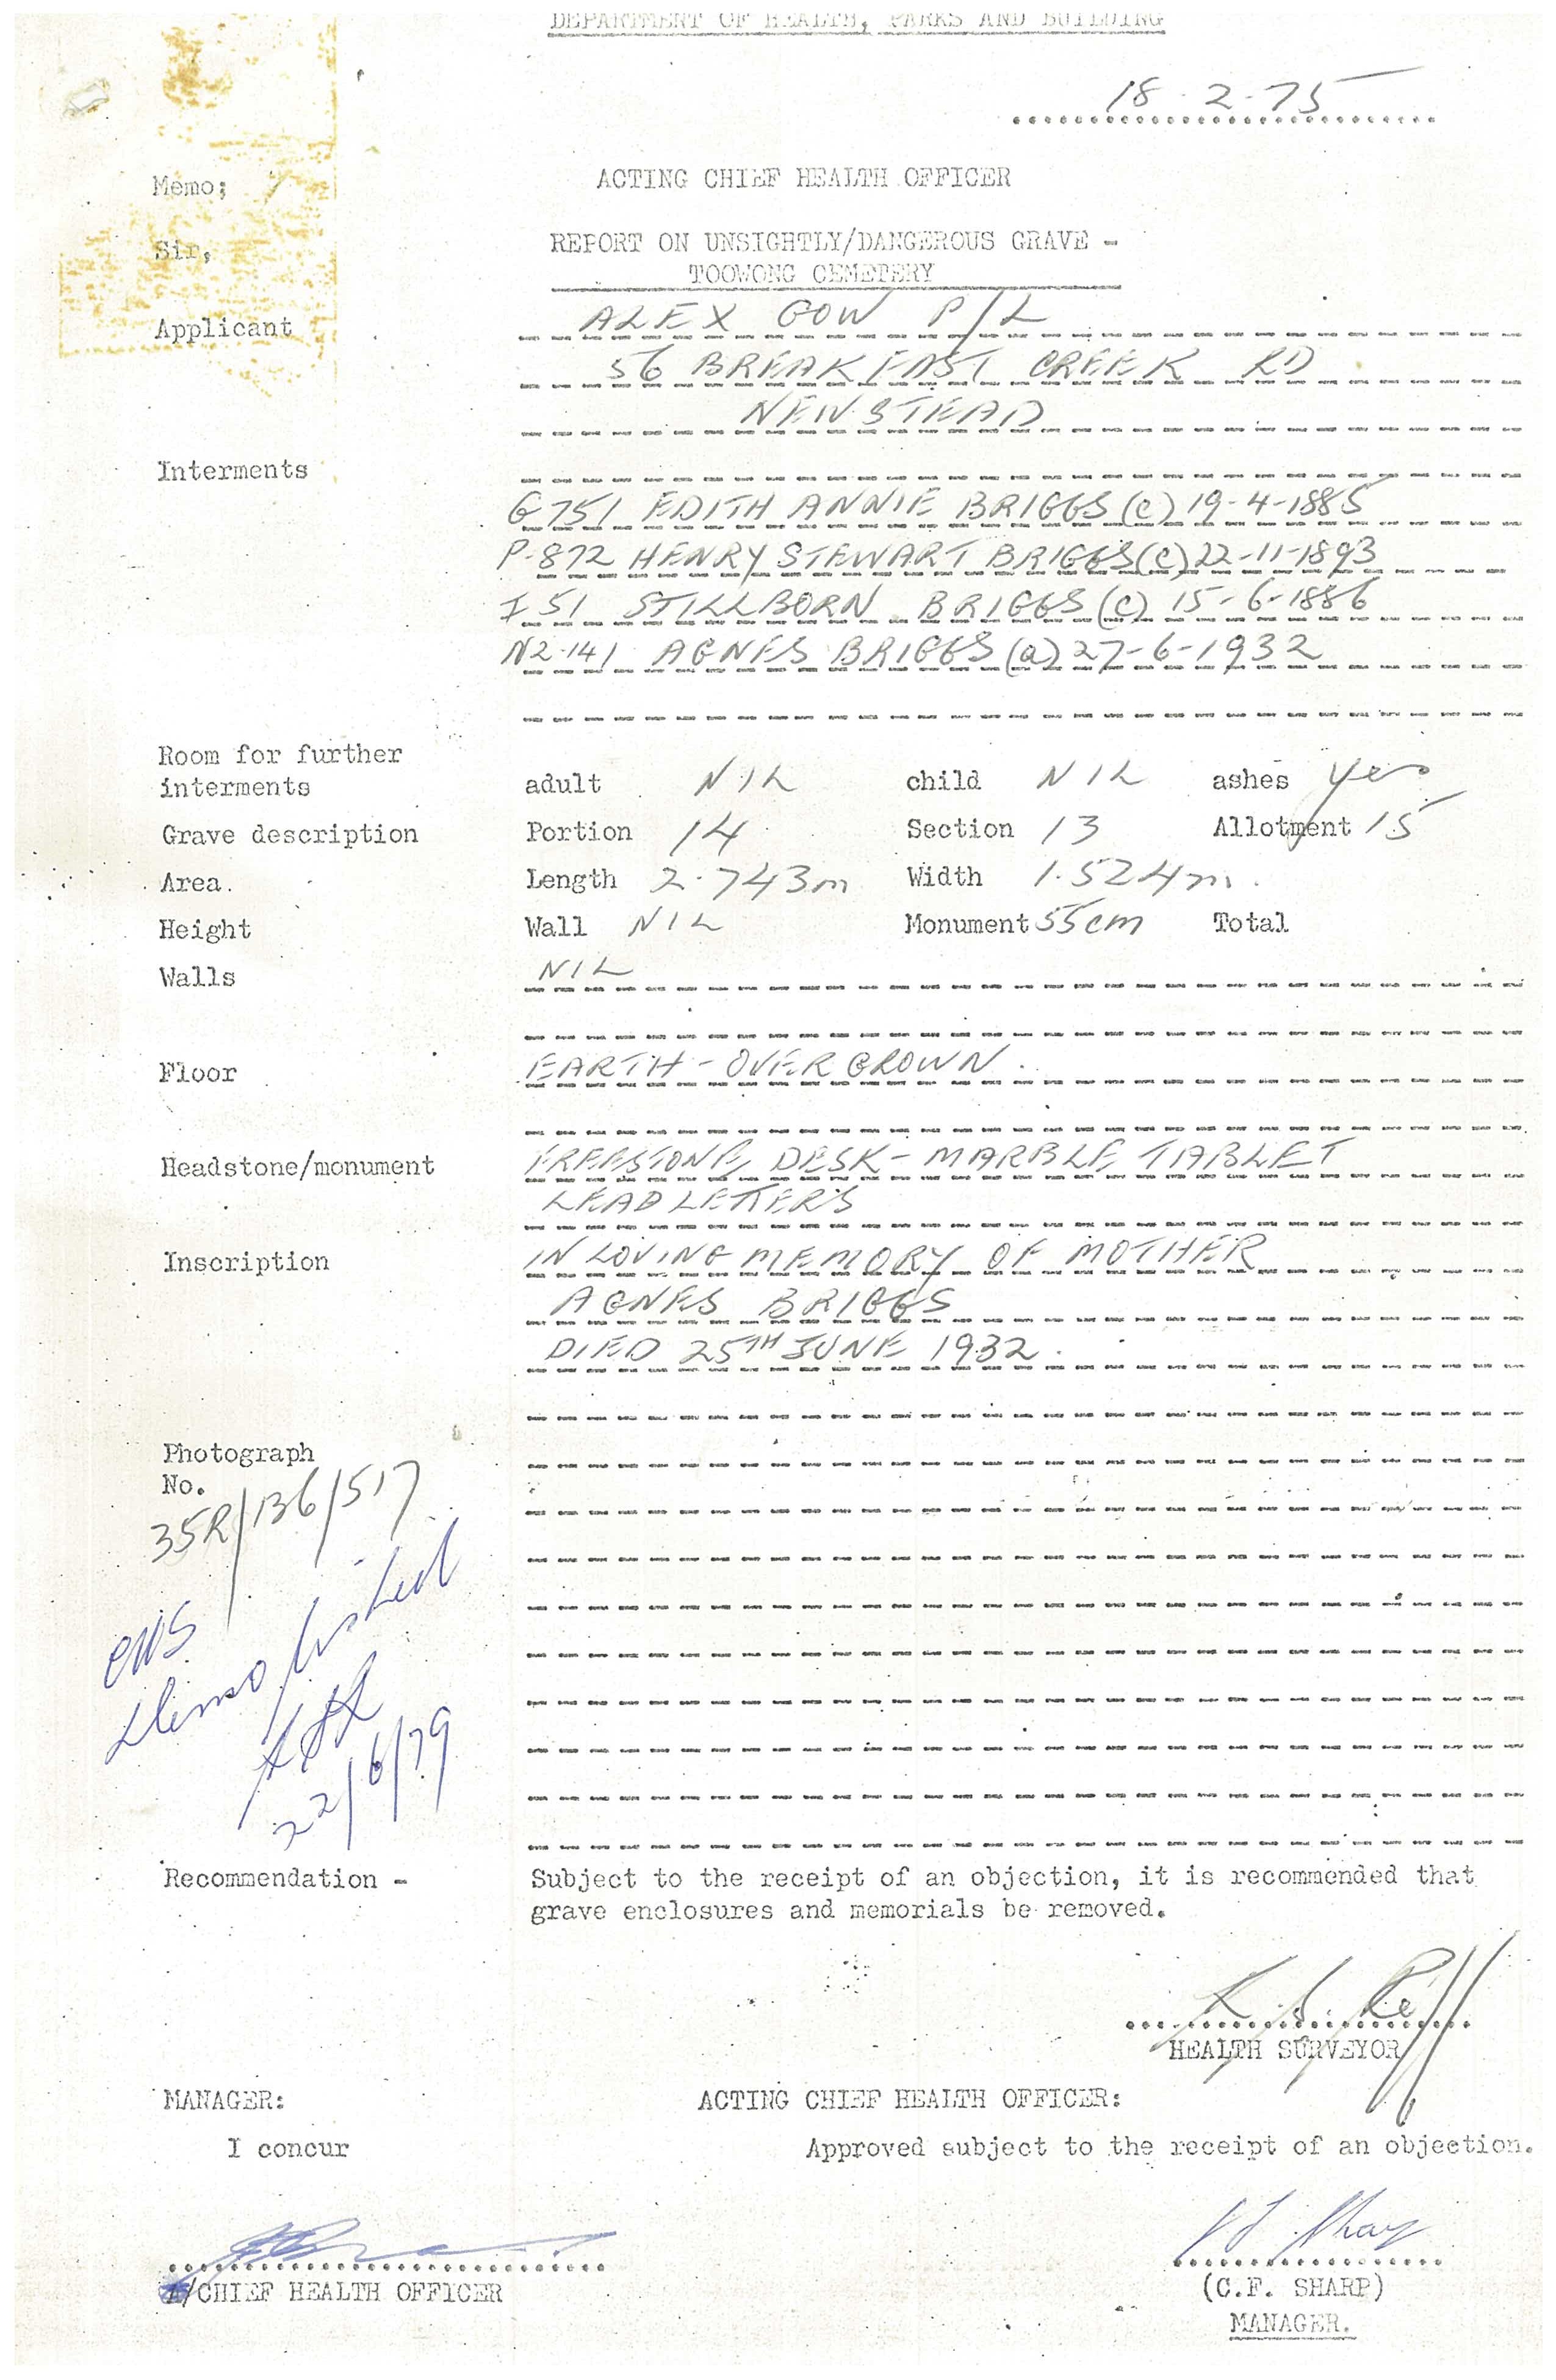 DEPARTMENT OF HEALTH, PARKS AND BUILDING
18-2-75
Memo; ACTING CHIEF HEALTH OFFICER
Sir, REPORT ON UNSIGHTLY/DANGEROUS GRAVE -
TOOWONG CEMETERY
Applicant ALEX GOW P/L
56 BREAKFAST CREEK RD
NEWSTEAD
Interments
G751 EDITH ANNIE BRIGGS (c) 19-4-1885
P-872 HENRY STEWART BRIGGS (c) 22-11-1893
I 51 STILLBORN BRIGGS (c) 15-6-1886
N2-141 AGNES BRIGGS (a) 27-6-1932
Room for further
interments adult NIL child NIL ashes yes
Grave description Portion 14 Section 13 Allotment 15
Area. Length 2.743m Width 1.524m.
Height Wall NIL Monument 55cm Total
Walls NIL
Floor EARTH - OVERGROWN.
Headstone/monument FREESTONE DESK - MARBLE TABLET
LEAD LETTERS
Inscription IN LOVING MEMORY OF MOTHER
AGNES BRIGGS
DIED 25TH JUNE 1932.
Photograph
No.
35R/136/517
22/6/79
Recommendation - Subject to the receipt of an objection, it is recommended that
grave enclosures and memorials be removed.
HEALTH SURVEYOR
MANAGER: ACTING CHIEF HEALTH OFFICER:
I concur Approved subject to the receipt of an objection.
A/CHIEF HEALTH OFFICER (C.F. SHARP)
MANAGER.